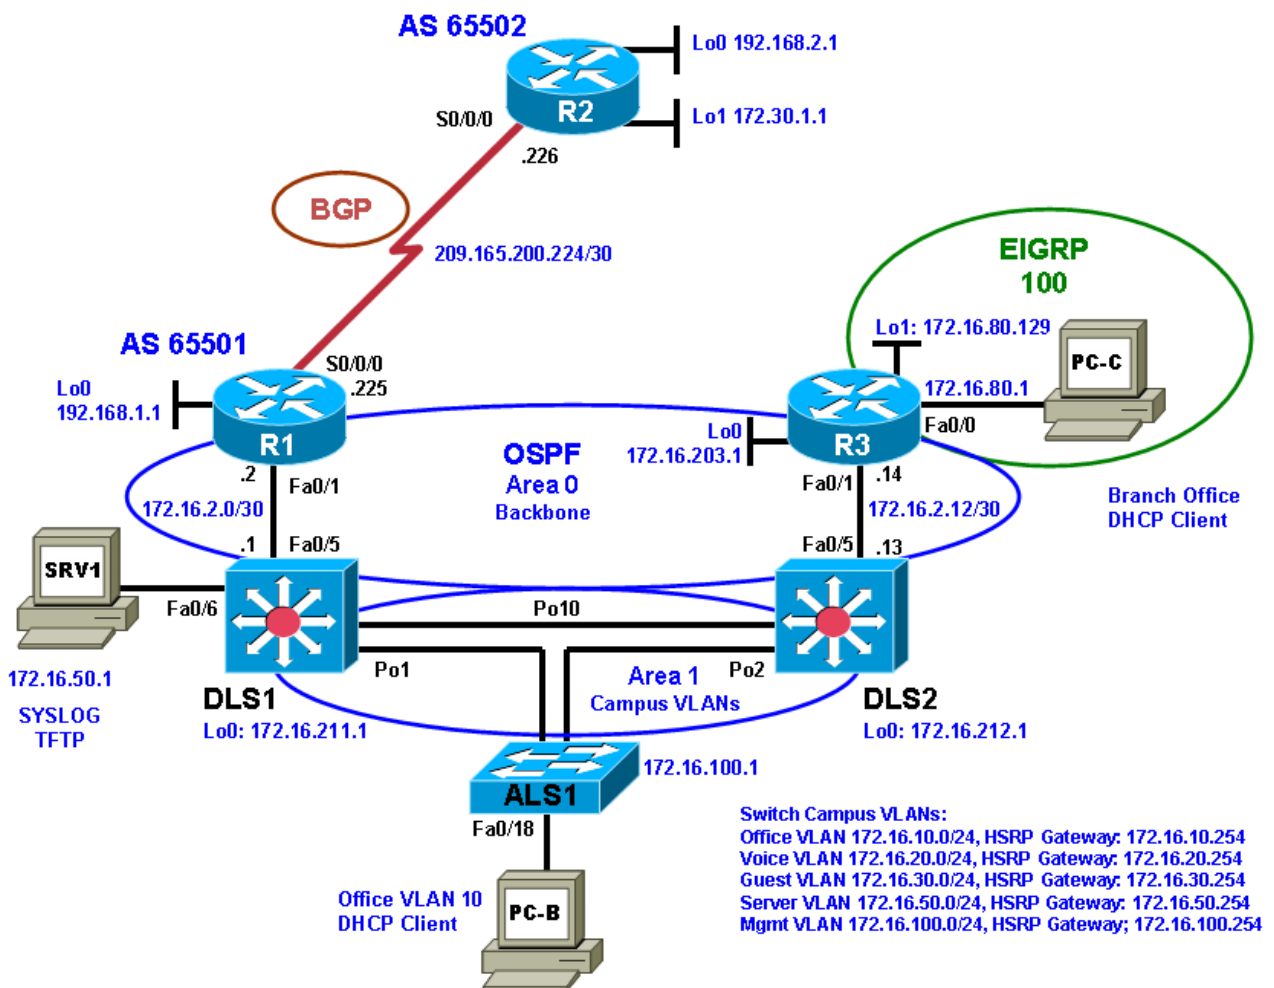 AS 65502
Lo0 192.168.2.1
R2
S0/0/0
Lo1 172.30.1.1
.226
BGP
209.165.200.224/30
EIGRP
100
Lo1: 172.16.80.129
AS 65501
S0/0/0
.225
Lo0
192.168.1.1
R1
PC-C
172.16.80.1
Fa0/0
Lo0
172.16.203.1
R3
OSPF
Area 0
Backbone
.2
Fa0/1
172.16.2.0/30
.1
Fa0/5
Fa0/1
.14
172.16.2.12/30
Fa0/5
.13
Branch Office
DHCP Client
SRV1
Fa0/6
172.16.50.1
SYSLOG
TFTP
Po10
Po1
Po2
Area 1
Campus VLANs
DLS1
Lo0: 172.16.211.1
DLS2
Lo0: 172.16.212.1
172.16.100.1
ALS1
Fa0/18
Office VLAN 10
DHCP Client
PC-B
Switch Campus VLANs:
Office VLAN 172.16.10.0/24, HSRP Gateway: 172.16.10.254
Voice VLAN 172.16.20.0/24, HSRP Gateway: 172.16.20.254
Guest VLAN 172.16.30.0/24, HSRP Gateway: 172.16.30.254
Server VLAN 172.16.50.0/24, HSRP Gateway: 172.16.50.254
Mgmt VLAN 172.16.100.0/24, HSRP Gateway; 172.16.100.254